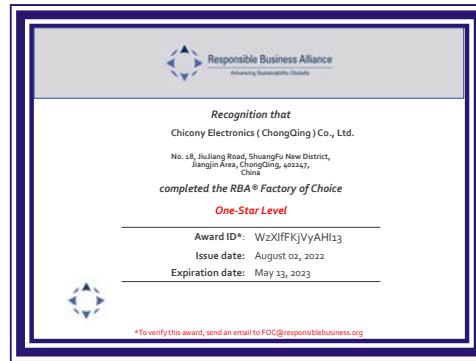 Responsible Business Alliance
Advancing Sustainability Globally
Recognition that
Chicony Electronics ( ChongQing ) Co., Ltd.
No. 18, JiuJiang Road, ShuangFu New District,
Jiangjin Area, ChongQing, 402247,
China
completed the RBA® Factory of Choice
One-Star Level
Award ID*: WzXIfFKjVyAHI13
Issue date: August 02, 2022
Expiration date: May 13, 2023
*To verify this award, send an email to FOC@responsiblebusiness.org